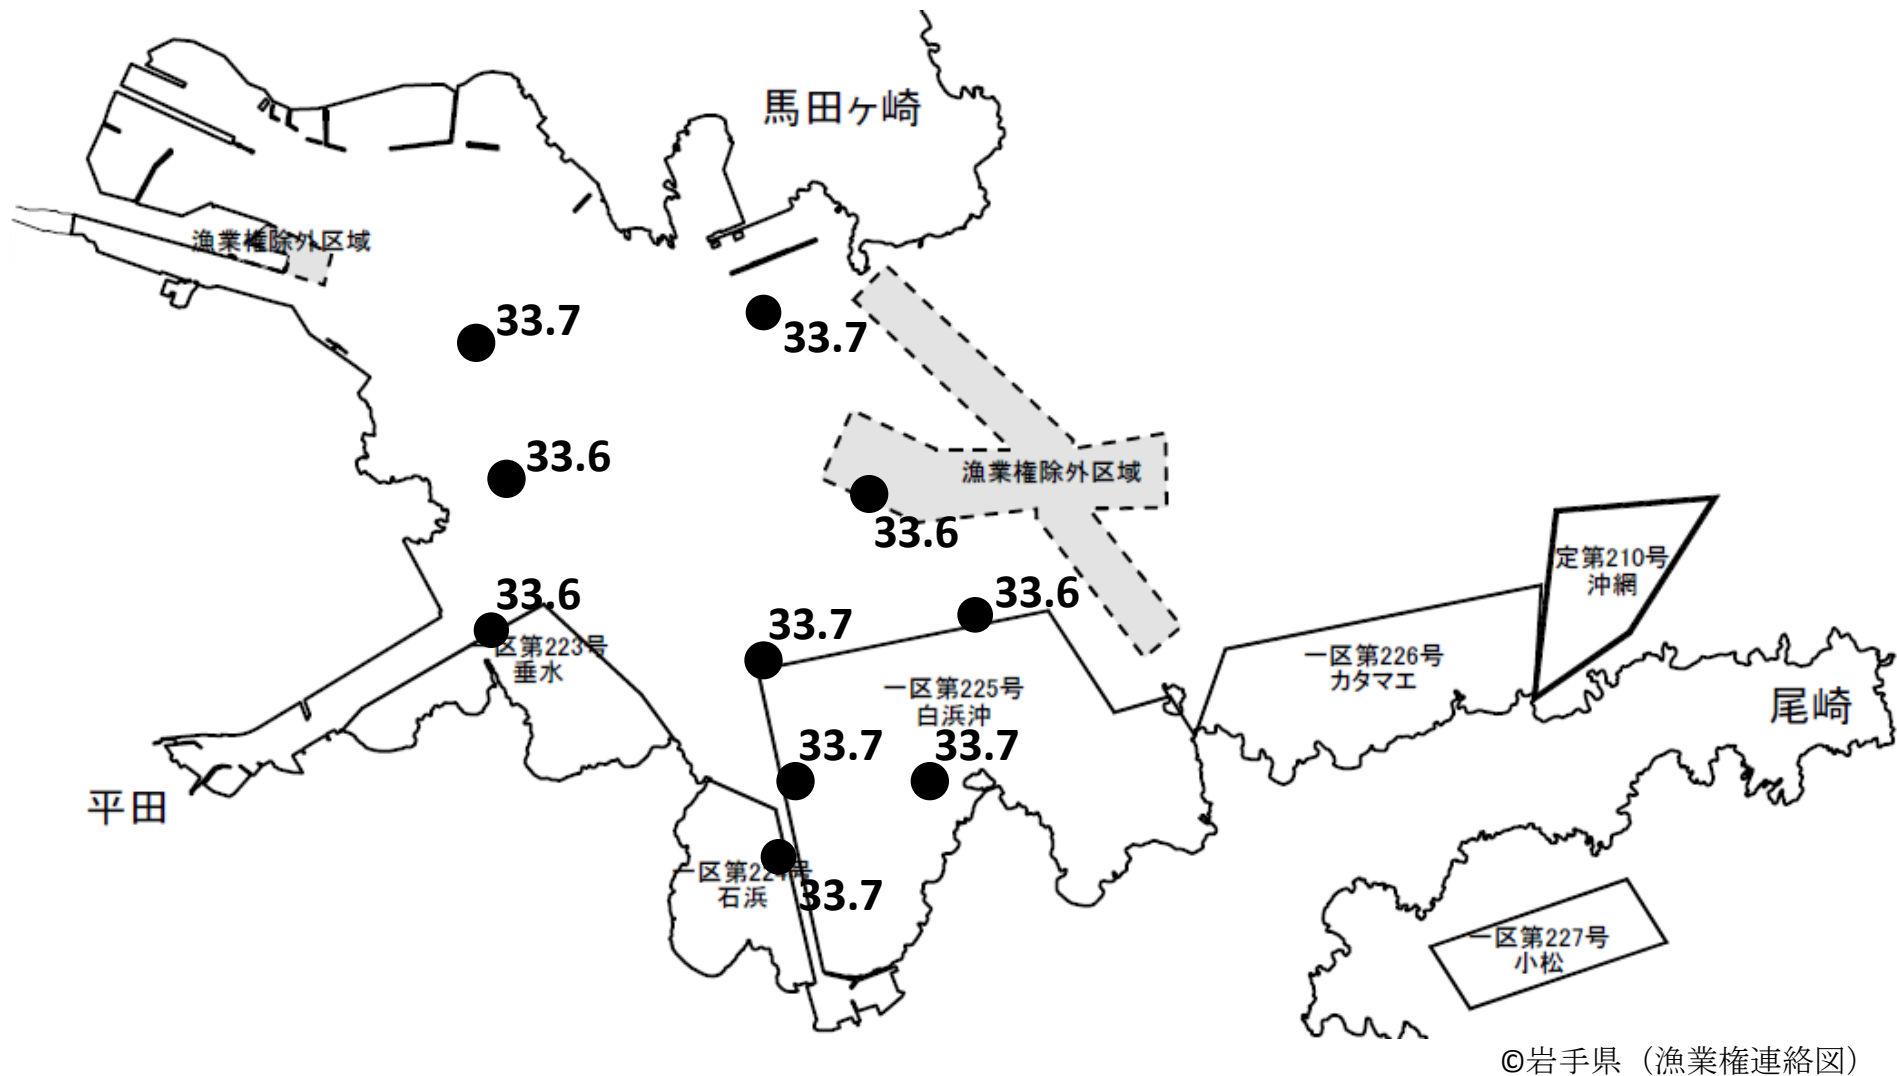 馬田ヶ崎
漁業権除外区域
33.7
33.7
33.6
漁業権除外区域
33.6
定第210号
沖網
33.6
33.6
33.7
一区第223号
垂水
一区第226号
カタマエ
一区第225号
白浜沖
尾崎
33.7
33.7
平田
一区第224号
石浜
33.7
一区第227号
小松
©岩手県（漁業権連絡図）